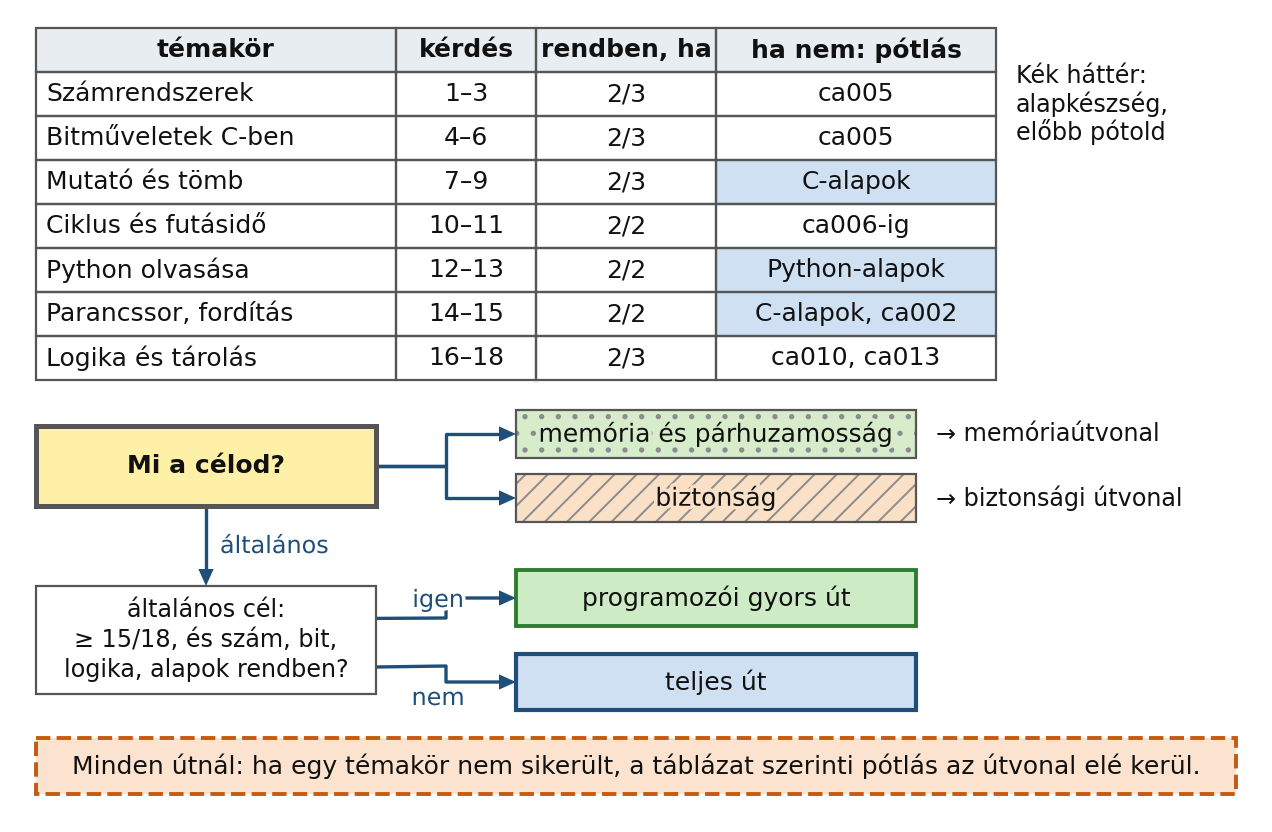 témakör kérdés rendben, ha ha nem: pótlás
Számrendszerek 1–3 2/3 ca005
Bitműveletek C-ben 4–6 2/3 ca005
Mutató és tömb 7–9 2/3 C-alapok
Ciklus és futásidő 10–11 2/2 ca006-ig
Python olvasása 12–13 2/2 Python-alapok
Parancssor, fordítás 14–15 2/2 C-alapok, ca002
Logika és tárolás 16–18 2/3 ca010, ca013
Kék háttér:
alapkészség,
előbb pótold
Mi a célod?
memória és párhuzamosság → memóriaútvonal
biztonság → biztonsági útvonal
általános
általános cél:
≥ 15/18, és szám, bit,
logika, alapok rendben?
igen
programozói gyors út
nem
teljes út
Minden útnál: ha egy témakör nem sikerült, a táblázat szerinti pótlás az útvonal elé kerül.